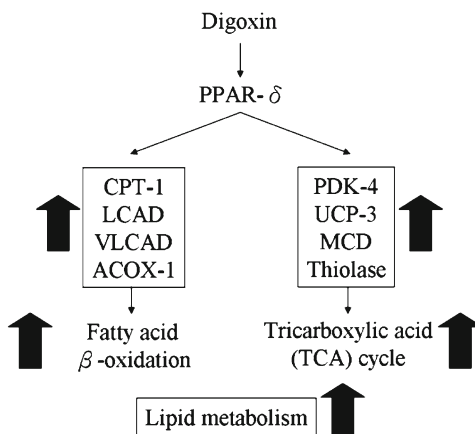 Digoxin
PPAR-δ
CPT-1
LCAD
VLCAD
ACOX-1
PDK-4
UCP-3
MCD
Thiolase
Fatty acid
β-oxidation
Tricarboxylic acid
(TCA) cycle
Lipid metabolism